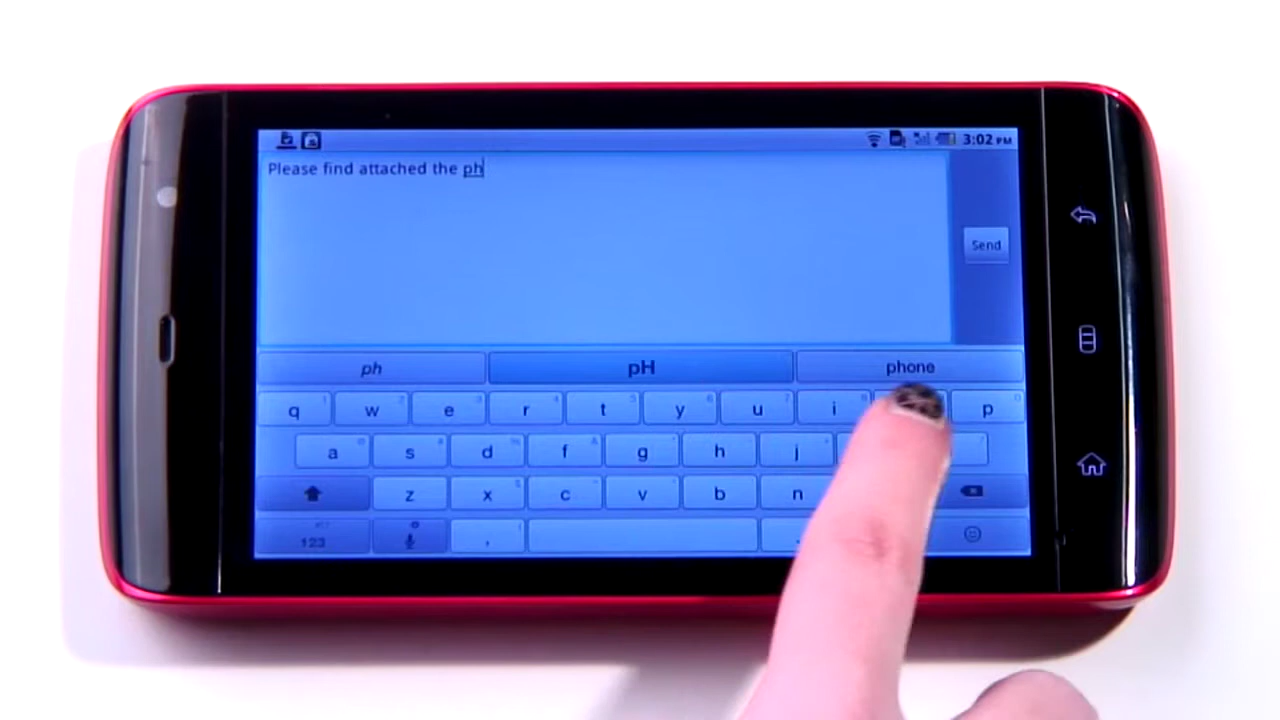 3:02 PM
Please find attached the ph
Send
ph pH phone
q w e r t y u i p
a s d f g h j
z x c v b n
123 , .